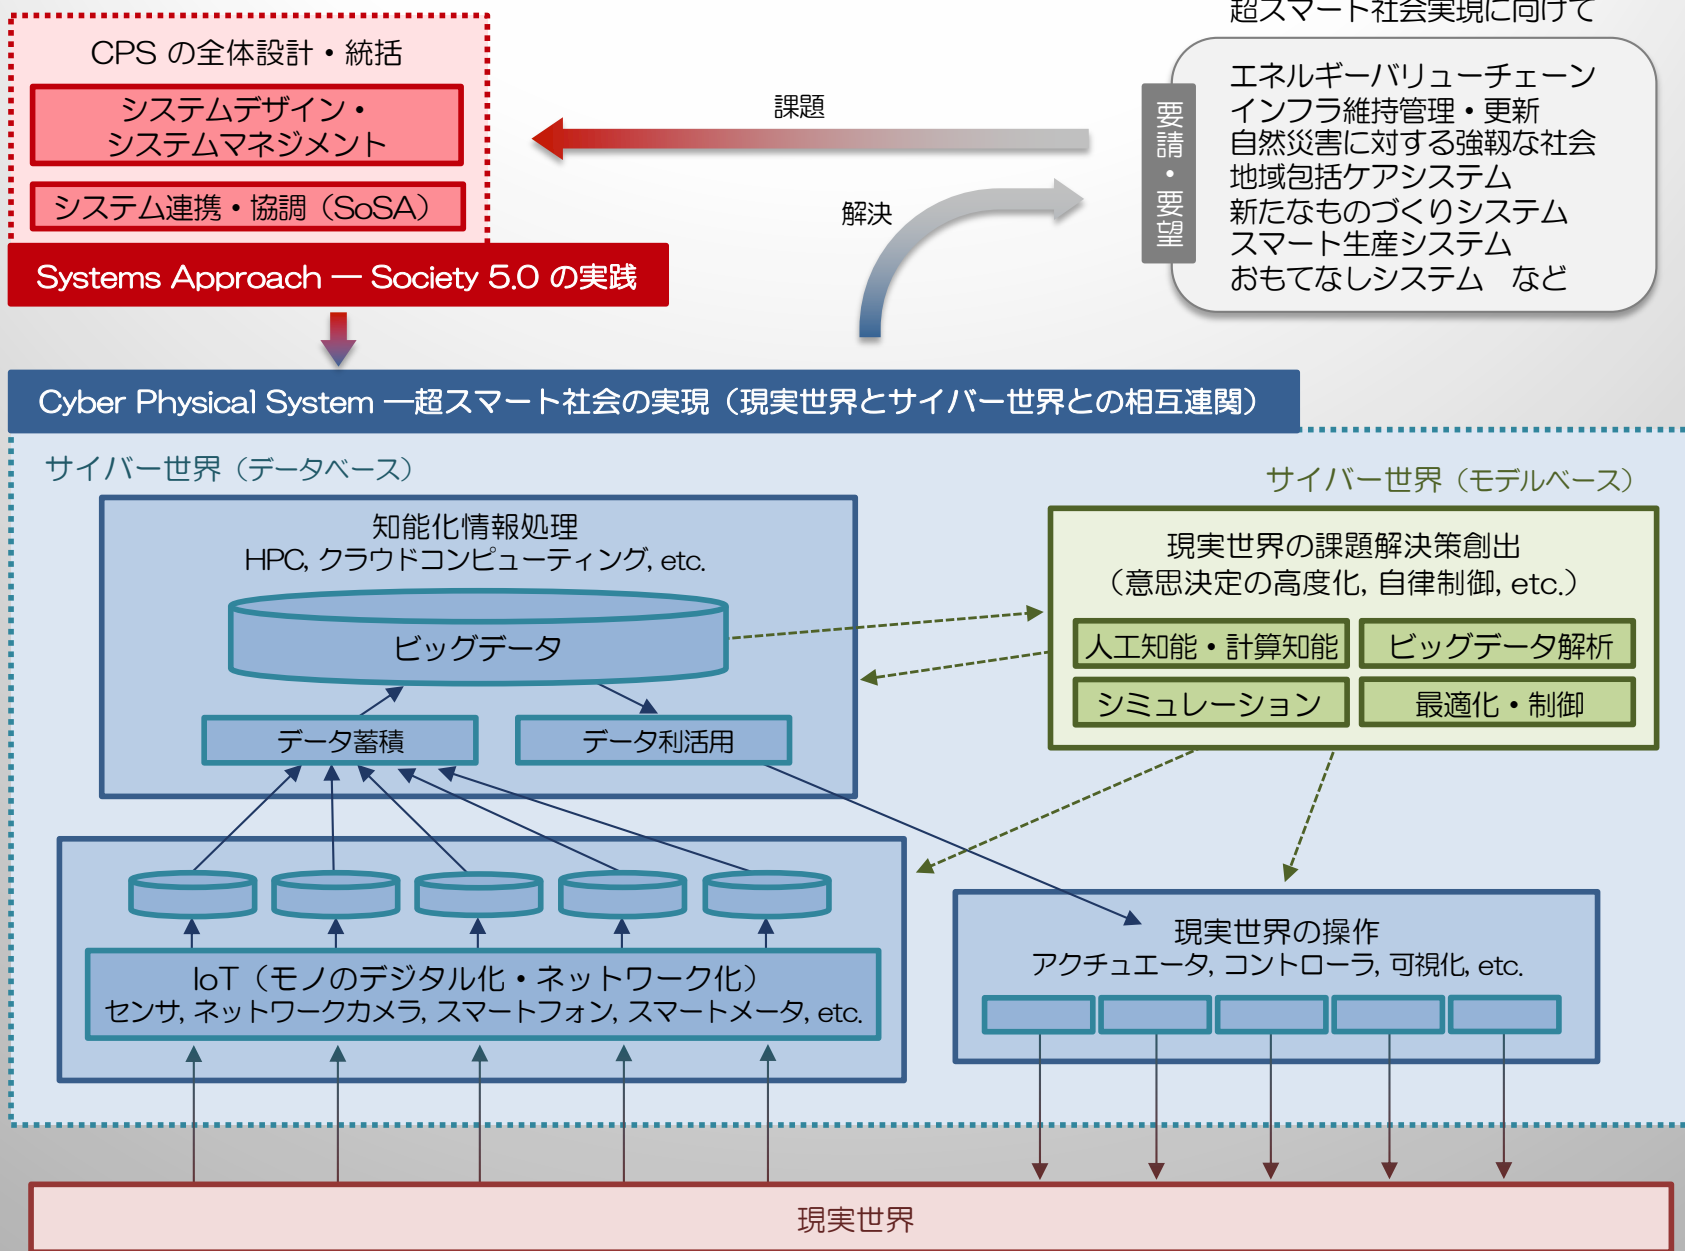 CPS の全体設計・統括
システムデザイン・
システムマネジメント
システム連携・協調（SoSA）
Systems Approach ― Society 5.0 の実践
課題
解決
超スマート社会実現に向けて
要請・要望
エネルギーバリューチェーン
インフラ維持管理・更新
自然災害に対する強靱な社会
地域包括ケアシステム
新たなものづくりシステム
スマート生産システム
おもてなしシステム　など
Cyber Physical System ―超スマート社会の実現（現実世界とサイバー世界との相互連関）
サイバー世界（データベース）
知能化情報処理
HPC, クラウドコンピューティング, etc.
ビッグデータ
データ蓄積
データ利活用
サイバー世界（モデルベース）
現実世界の課題解決策創出
（意思決定の高度化, 自律制御, etc.）
人工知能・計算知能
ビッグデータ解析
シミュレーション
最適化・制御
IoT（モノのデジタル化・ネットワーク化）
センサ, ネットワークカメラ, スマートフォン, スマートメータ, etc.
現実世界の操作
アクチュエータ, コントローラ, 可視化, etc.
現実世界